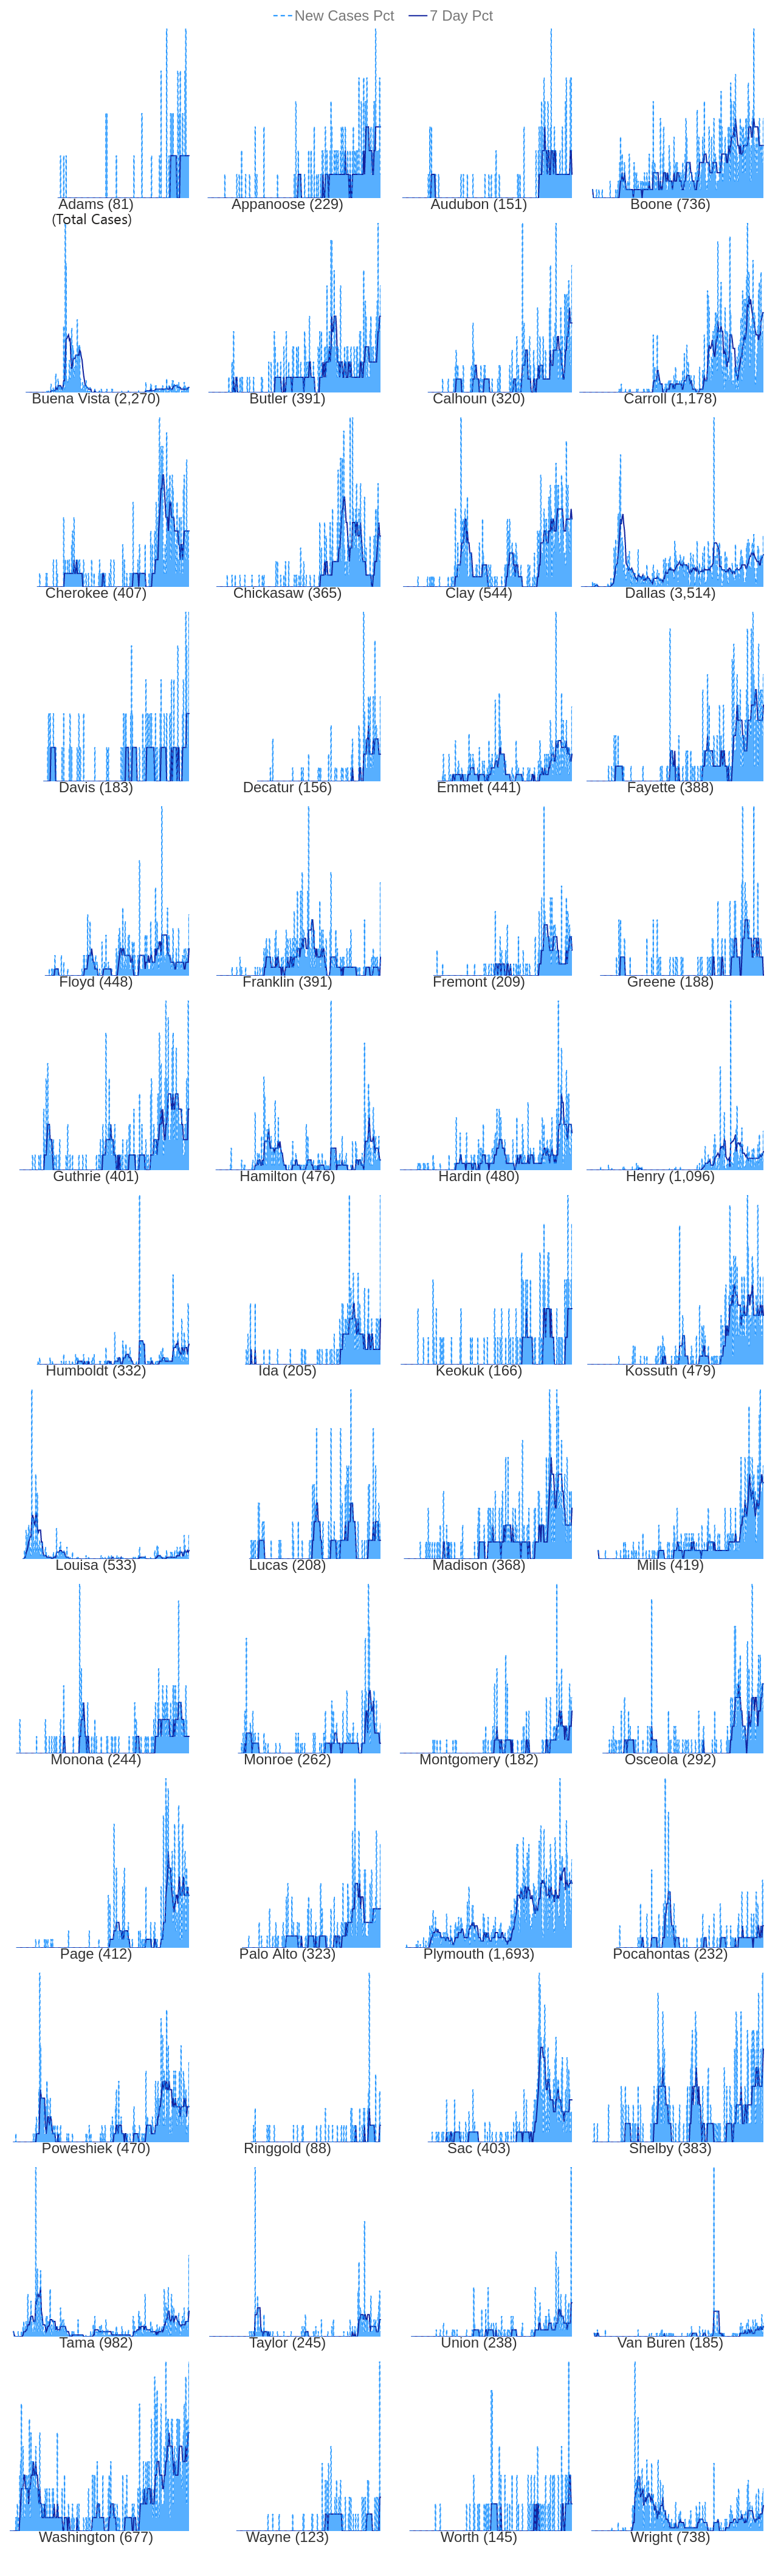 New Cases Pct 7 Day Pct
Adams (81) Appanoose (229) Audubon (151) Boone (736)
(Total Cases)
Buena Vista (2,270) Butler (391) Calhoun (320) Carroll (1,178)
Cherokee (407) Chickasaw (365) Clay (544) Dallas (3,514)
Davis (183) Decatur (156) Emmet (441) Fayette (388)
Floyd (448) Franklin (391) Fremont (209) Greene (188)
Guthrie (401) Hamilton (476) Hardin (480) Henry (1,096)
Humboldt (332) Ida (205) Keokuk (166) Kossuth (479)
Louisa (533) Lucas (208) Madison (368) Mills (419)
Monona (244) Monroe (262) Montgomery (182) Osceola (292)
Page (412) Palo Alto (323) Plymouth (1,693) Pocahontas (232)
Poweshiek (470) Ringgold (88) Sac (403) Shelby (383)
Tama (982) Taylor (245) Union (238) Van Buren (185)
Washington (677) Wayne (123) Worth (145) Wright (738)